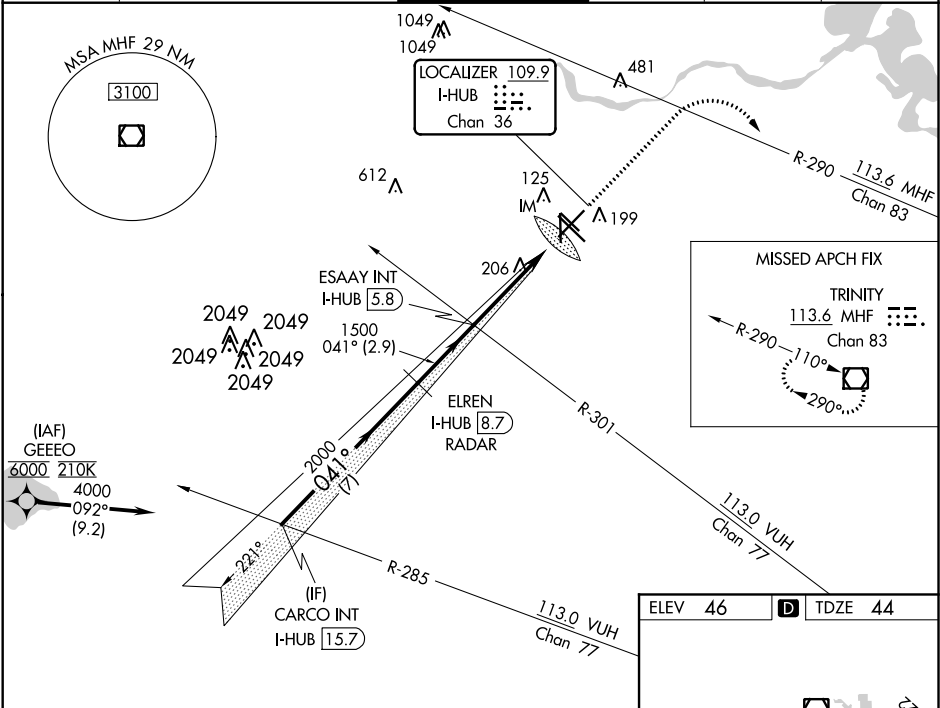 MSA MHF 29 NM
3100
1049
1049
LOCALIZER 109.9
I-HUB
Chan 36
481
R-290
113.6 MHF
Chan 83
612
125
IM
199
206
ESAAY INT
I-HUB 5.8
1500
041° (2.9)
2049
2049
2049
2049
2049
ELREN
I-HUB 8.7
RADAR
MISSED APCH FIX
TRINITY
113.6 MHF
Chan 83
R-290
110°
290°
R-301
113.0 VUH
Chan 77
(IAF)
GEEEO
6000 210K
4000
092°
(9.2)
2000
041°
(7)
221°
(IF)
CARCO INT
I-HUB 15.7
R-285
113.0 VUH
Chan 77
ELEV 46
D
TDZE 44